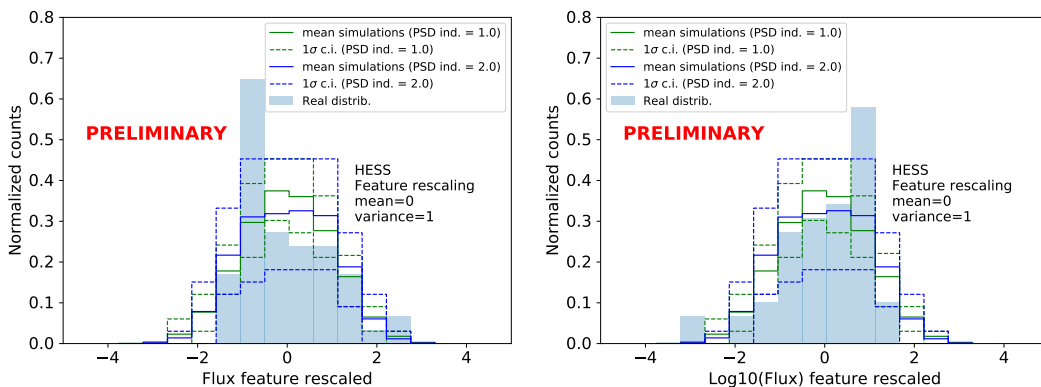 0.8
0.7
0.6
0.5
0.4
0.3
0.2
0.1
0.0
Normalized counts
mean simulations (PSD ind. = 1.0)
1σ c.i. (PSD ind. = 1.0)
mean simulations (PSD ind. = 2.0)
1σ c.i. (PSD ind. = 2.0)
Real distrib.
PRELIMINARY
HESS
Feature rescaling
mean=0
variance=1
−4 −2 0 2 4
Flux feature rescaled
0.8
0.7
0.6
0.5
0.4
0.3
0.2
0.1
0.0
Normalized counts
mean simulations (PSD ind. = 1.0)
1σ c.i. (PSD ind. = 1.0)
mean simulations (PSD ind. = 2.0)
1σ c.i. (PSD ind. = 2.0)
Real distrib.
PRELIMINARY
HESS
Feature rescaling
mean=0
variance=1
−4 −2 0 2 4
Log10(Flux) feature rescaled